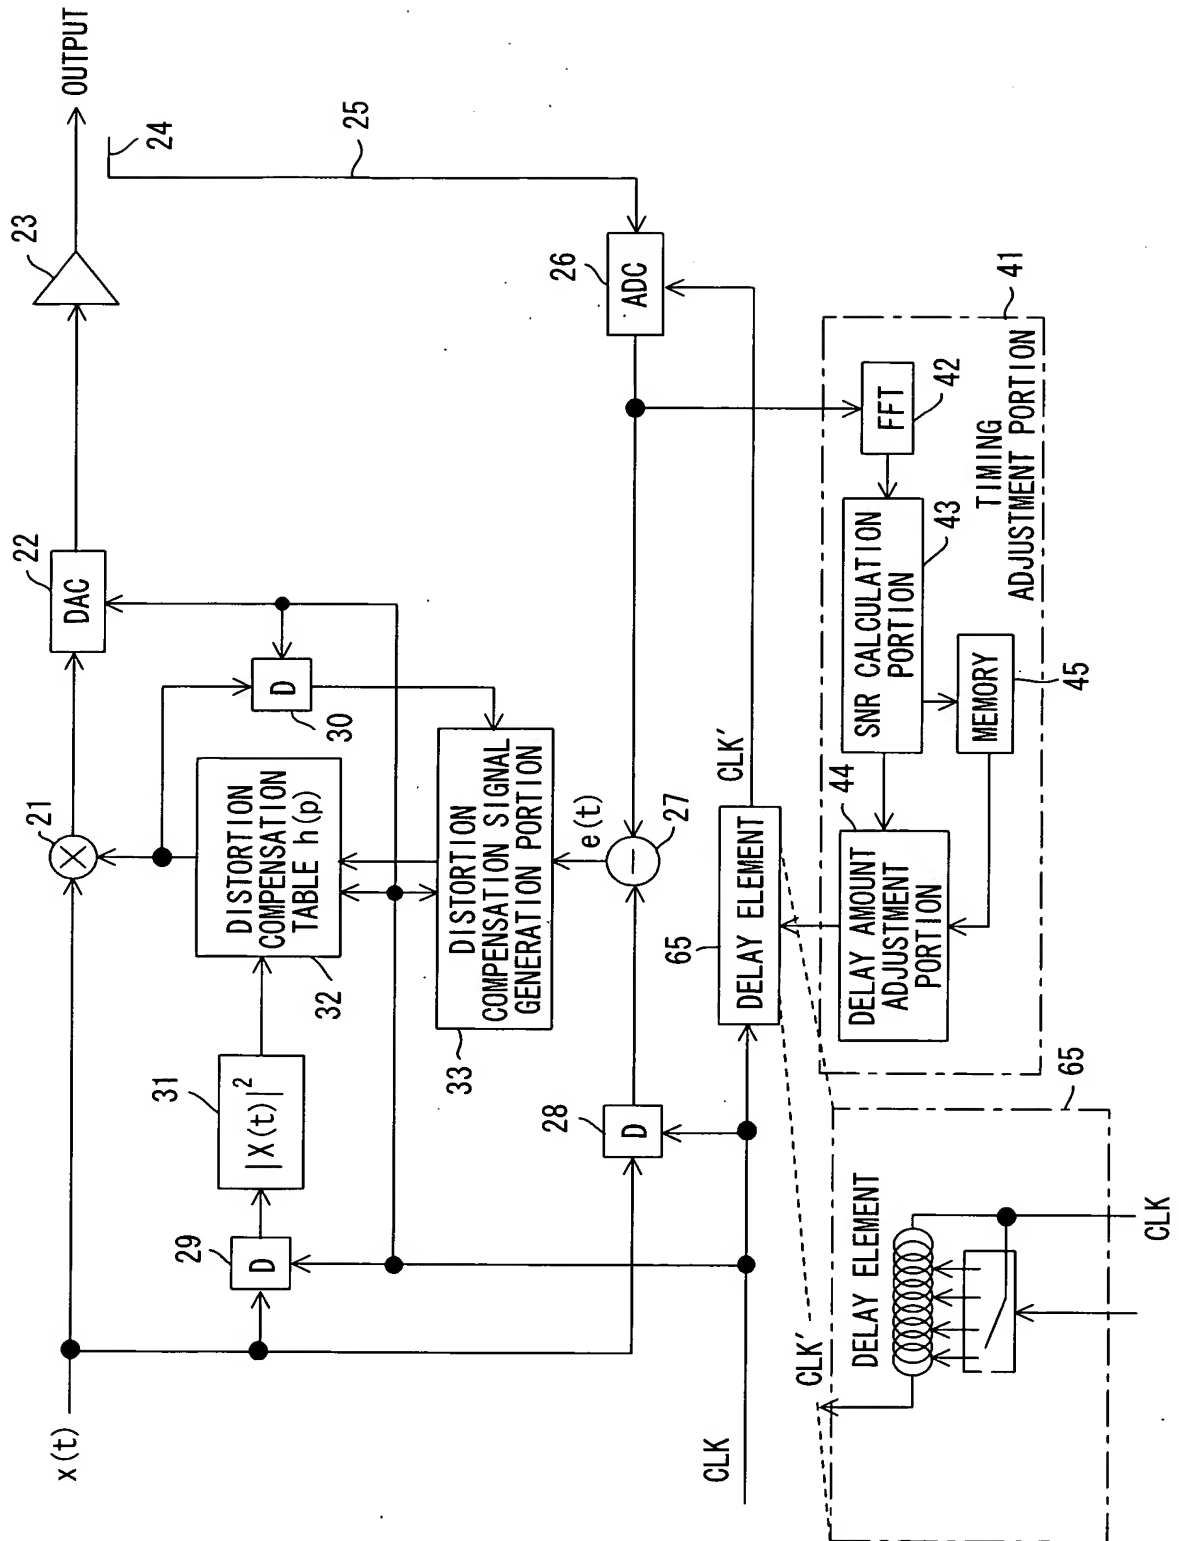 x(t)
21
22
DAC
23
OUTPUT
24
25
29
D
31
|X(t)|²
DISTORTION
COMPENSATION
TABLE h(p)
32
D
30
DISTORTION
COMPENSATION SIGNAL
GENERATION PORTION
33
e(t)
28
D
−
27
26
ADC
CLK
65
DELAY ELEMENT
CLK'
41
TIMING
ADJUSTMENT PORTION
FFT
42
SNR CALCULATION
PORTION
43
44
DELAY AMOUNT
ADJUSTMENT
PORTION
MEMORY
45
65
DELAY ELEMENT
CLK'
CLK